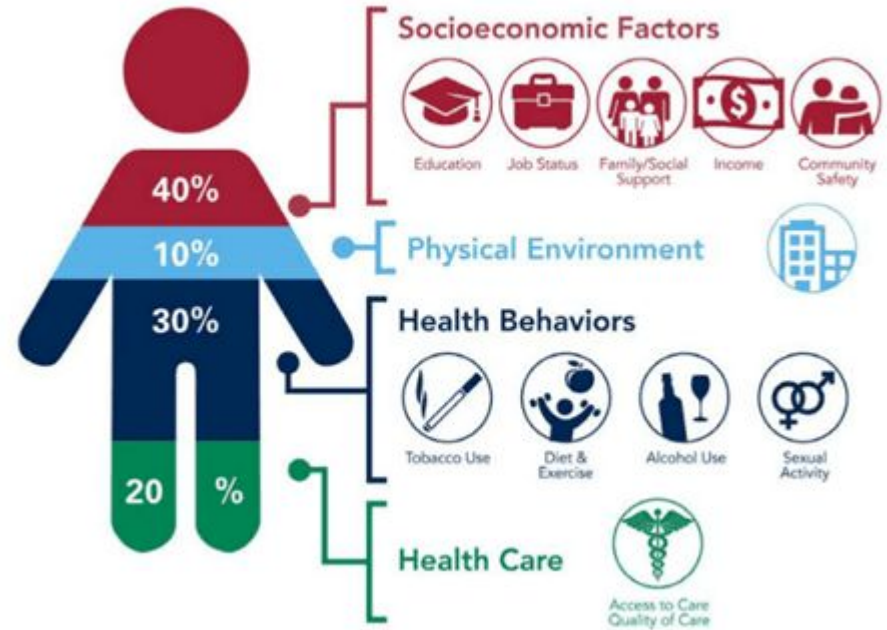 Socioeconomic Factors
$
Education
Job Status
Family/Social
Support
Income
Community
Safety
40%
10%
Physical Environment
30%
Health Behaviors
Tobacco Use
Diet &
Exercise
Alcohol Use
Sexual
Activity
20 %
Health Care
Access to Care
Quality of Care